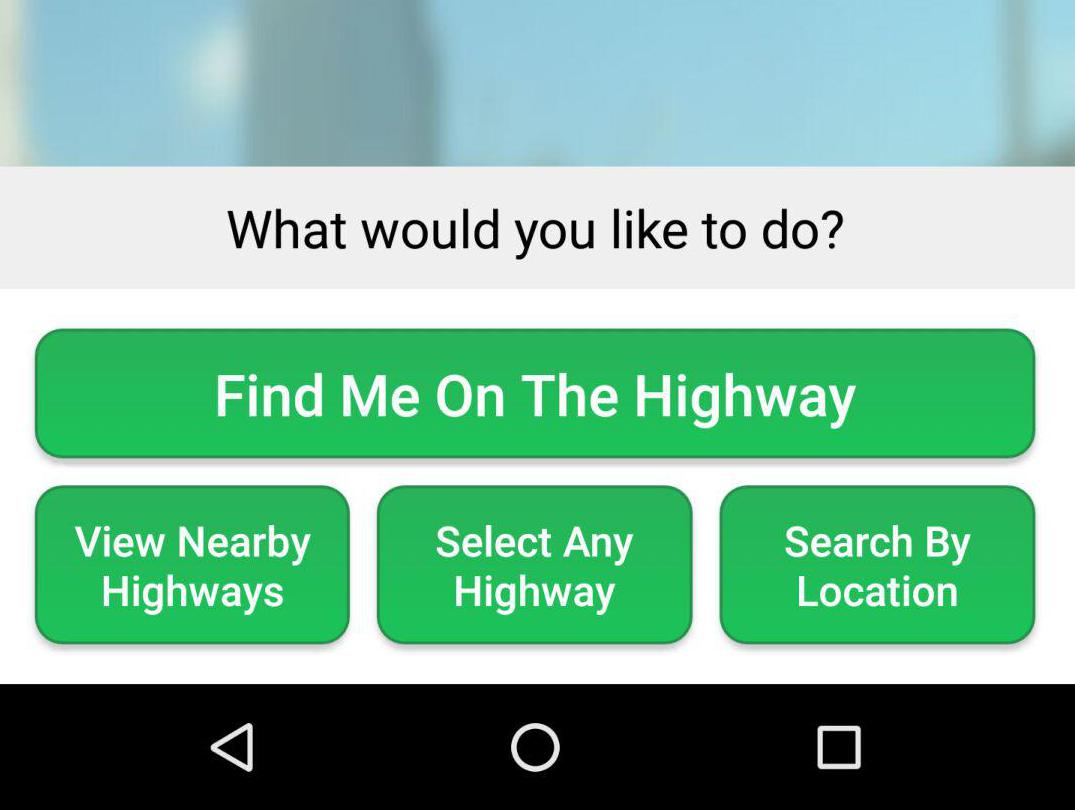 What would you like to do?
Find Me On The Highway
View Nearby
Highways
Select Any
Highway
Search By
Location